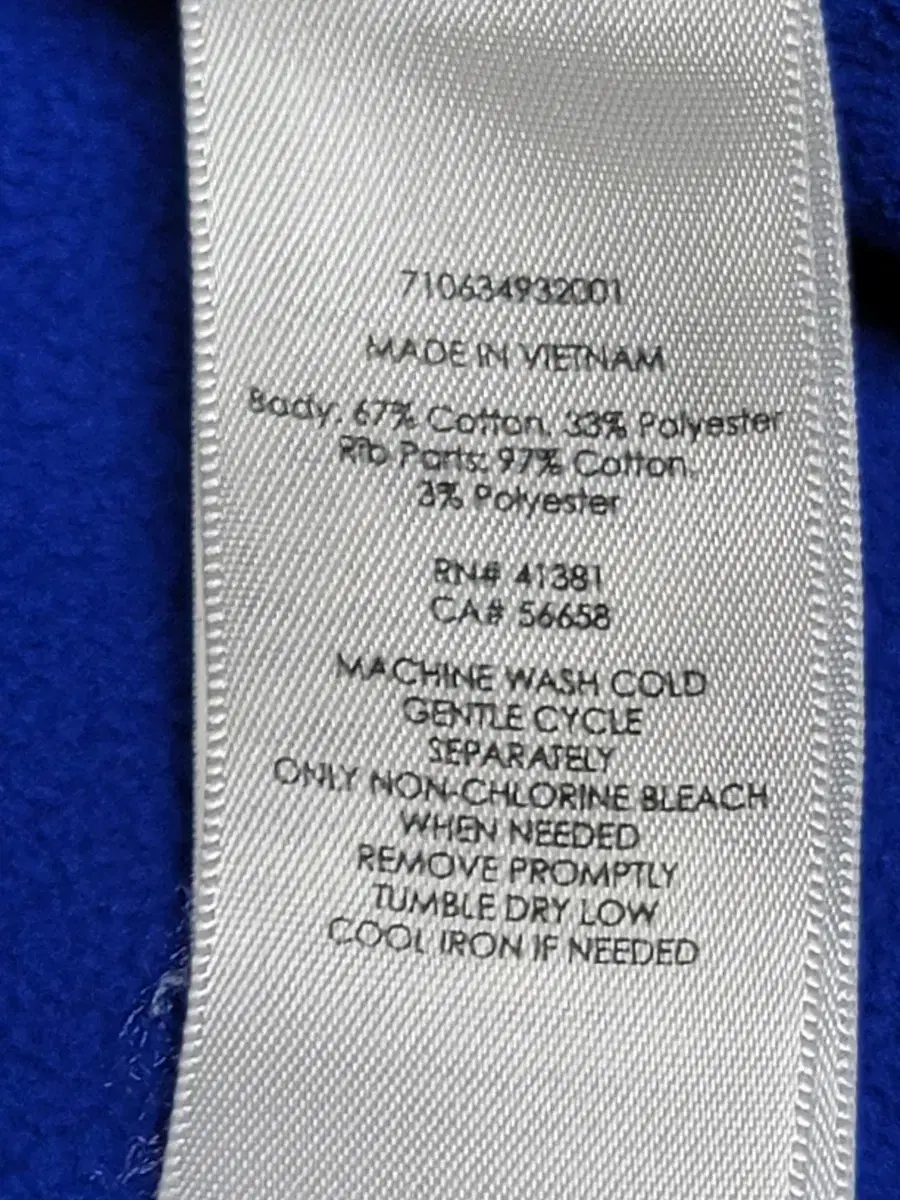 710634932001
MADE IN VIETNAM
Body: 67% Cotton, 33% Polyester
Rib Parts: 97% Cotton,
3% Polyester
RN# 41381
CA# 56658
MACHINE WASH COLD
GENTLE CYCLE
SEPARATELY
ONLY NON-CHLORINE BLEACH
WHEN NEEDED
REMOVE PROMPTLY
TUMBLE DRY LOW
COOL IRON IF NEEDED